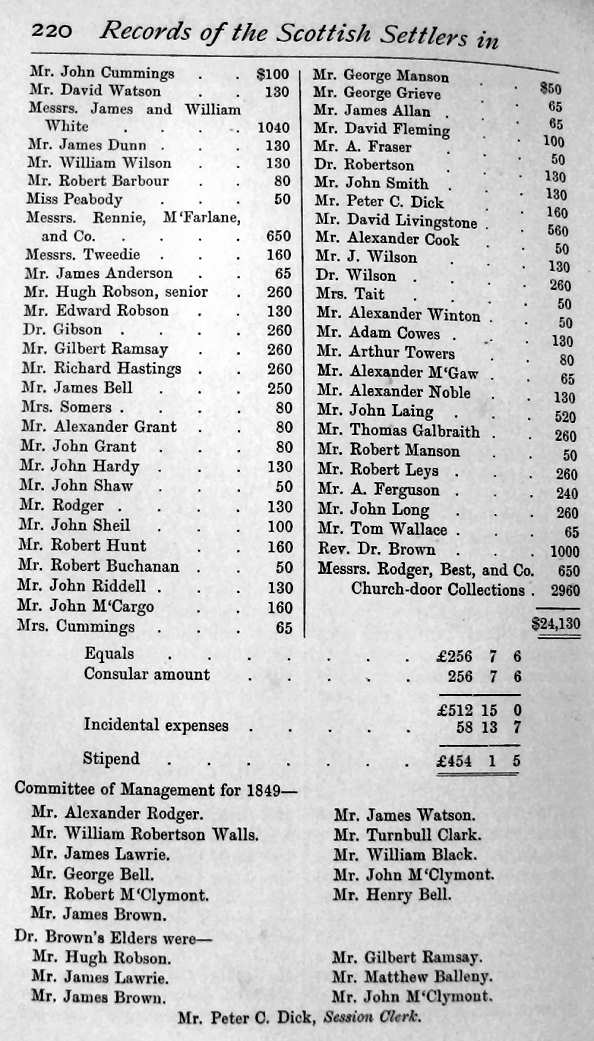 220 Records of the Scottish Settlers in
Mr. John Cummings . . $100
Mr. David Watson . . 130
Messrs. James and William
White . . . . 1040
Mr. James Dunn . . . 130
Mr. William Wilson . . 130
Mr. Robert Barbour . . 80
Miss Peabody . . . 50
Messrs. Rennie, M‘Farlane,
and Co. . . . . 650
Messrs. Tweedie . . . 160
Mr. James Anderson . . 65
Mr. Hugh Robson, senior . 260
Mr. Edward Robson . . 130
Dr. Gibson . . . . 260
Mr. Gilbert Ramsay . . 260
Mr. Richard Hastings . . 260
Mr. James Bell . . . 250
Mrs. Somers . . . . 80
Mr. Alexander Grant . . 80
Mr. John Grant . . . 80
Mr. John Hardy . . . 130
Mr. John Shaw . . . 50
Mr. Rodger . . . . 130
Mr. John Sheil . . . 100
Mr. Robert Hunt . . 160
Mr. Robert Buchanan . . 50
Mr. John Riddell . . . 130
Mr. John M‘Cargo . . 160
Mrs. Cummings . . . 65
Mr. George Manson . . $50
Mr. George Grieve . . 65
Mr. James Allan . . . 65
Mr. David Fleming . . 100
Mr. A. Fraser . . . 50
Dr. Robertson . . . 130
Mr. John Smith . . . 130
Mr. Peter C. Dick . . 160
Mr. David Livingstone . . 560
Mr. Alexander Cook . . 50
Mr. J. Wilson . . . 130
Dr. Wilson . . . . 260
Mrs. Tait . . . . 50
Mr. Alexander Winton . . 50
Mr. Adam Cowes . . . 130
Mr. Arthur Towers . . 80
Mr. Alexander M‘Gaw . . 65
Mr. Alexander Noble . . 130
Mr. John Laing . . . 520
Mr. Thomas Galbraith . . 260
Mr. Robert Manson . . 50
Mr. Robert Leys . . . 260
Mr. A. Ferguson . . . 240
Mr. John Long . . . 260
Mr. Tom Wallace . . . 65
Rev. Dr. Brown . . . 1000
Messrs. Rodger, Best, and Co. 650
Church-door Collections . 2960
$24,130
Equals . . . . . . . £256 7 6
Consular amount . . . . . 256 7 6
£512 15 0
Incidental expenses . . . . . 58 13 7
Stipend . . . . . . . £454 1 5
Committee of Management for 1849—
Mr. Alexander Rodger.
Mr. William Robertson Walls.
Mr. James Lawrie.
Mr. George Bell.
Mr. Robert M‘Clymont.
Mr. James Brown.
Mr. James Watson.
Mr. Turnbull Clark.
Mr. William Black.
Mr. John M‘Clymont.
Mr. Henry Bell.
Dr. Brown's Elders were—
Mr. Hugh Robson.
Mr. James Lawrie.
Mr. James Brown.
Mr. Gilbert Ramsay.
Mr. Matthew Balleny.
Mr. John M‘Clymont.
Mr. Peter C. Dick, Session Clerk.